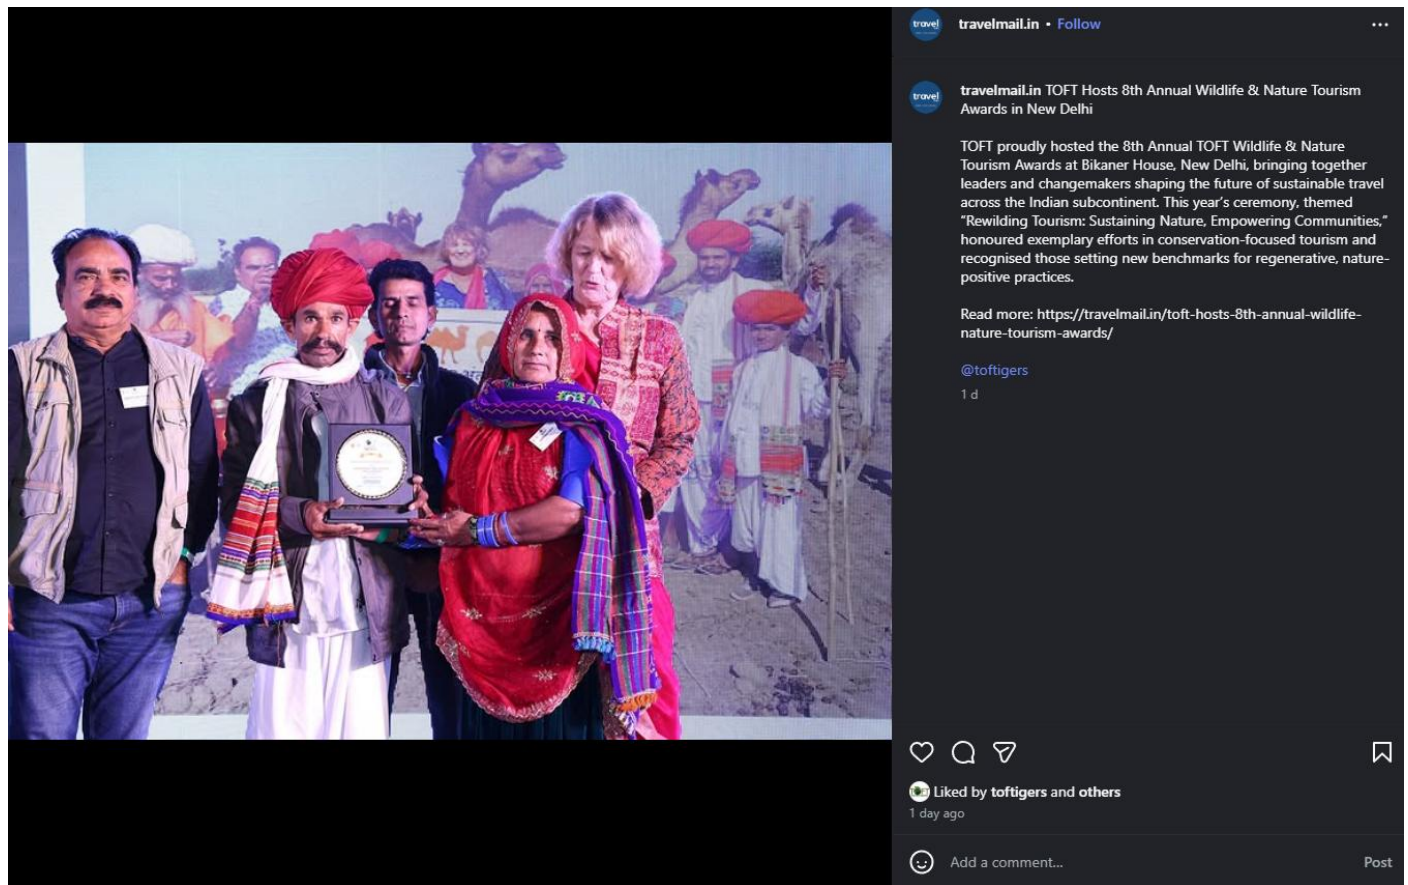 travel
travelmail.in • Follow
travel
travelmail.in TOFT Hosts 8th Annual Wildlife & Nature Tourism
Awards in New Delhi
TOFT proudly hosted the 8th Annual TOFT Wildlife & Nature
Tourism Awards at Bikaner House, New Delhi, bringing together
leaders and changemakers shaping the future of sustainable travel
across the Indian subcontinent. This year's ceremony, themed
"Rewilding Tourism: Sustaining Nature, Empowering Communities,"
honoured exemplary efforts in conservation-focused tourism and
recognised those setting new benchmarks for regenerative, nature-
positive practices.
Read more: https://travelmail.in/toft-hosts-8th-annual-wildlife-
nature-tourism-awards/
@toftigers
1 d
Liked by toftigers and others
1 day ago
Add a comment...
Post